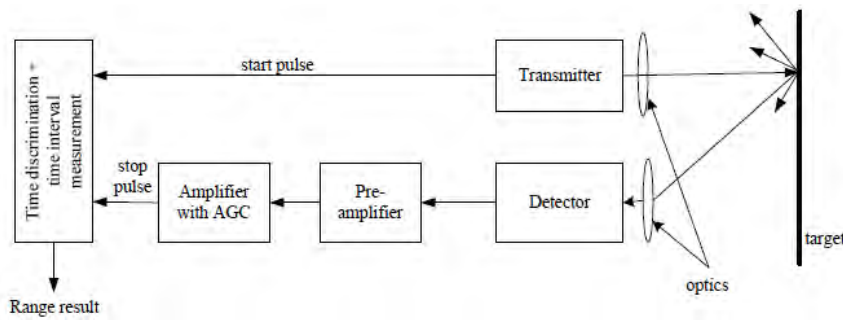 Time discrimination +
time interval
measurement
start pulse
Transmitter
stop
pulse
Amplifier
with AGC
Pre-
amplifier
Detector
target
optics
Range result